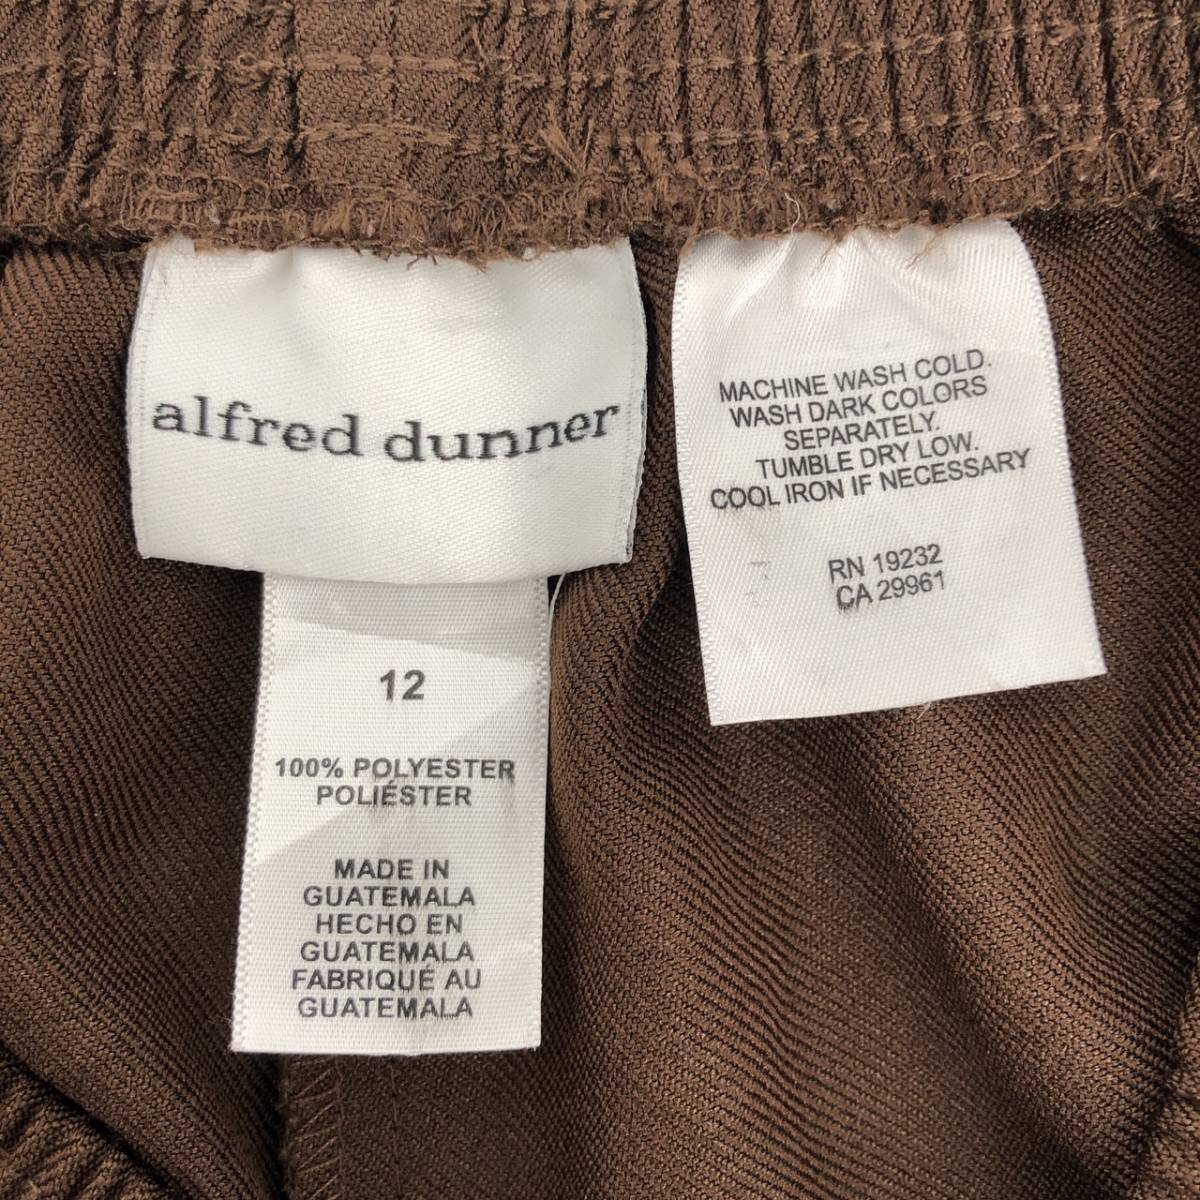 alfred dunner
12
100% POLYESTER
POLIÉSTER
MADE IN
GUATEMALA
HECHO EN
GUATEMALA
FABRIQUÉ AU
GUATEMALA
MACHINE WASH COLD.
WASH DARK COLORS
SEPARATELY.
TUMBLE DRY LOW.
COOL IRON IF NECESSARY
RN 19232
CA 29961